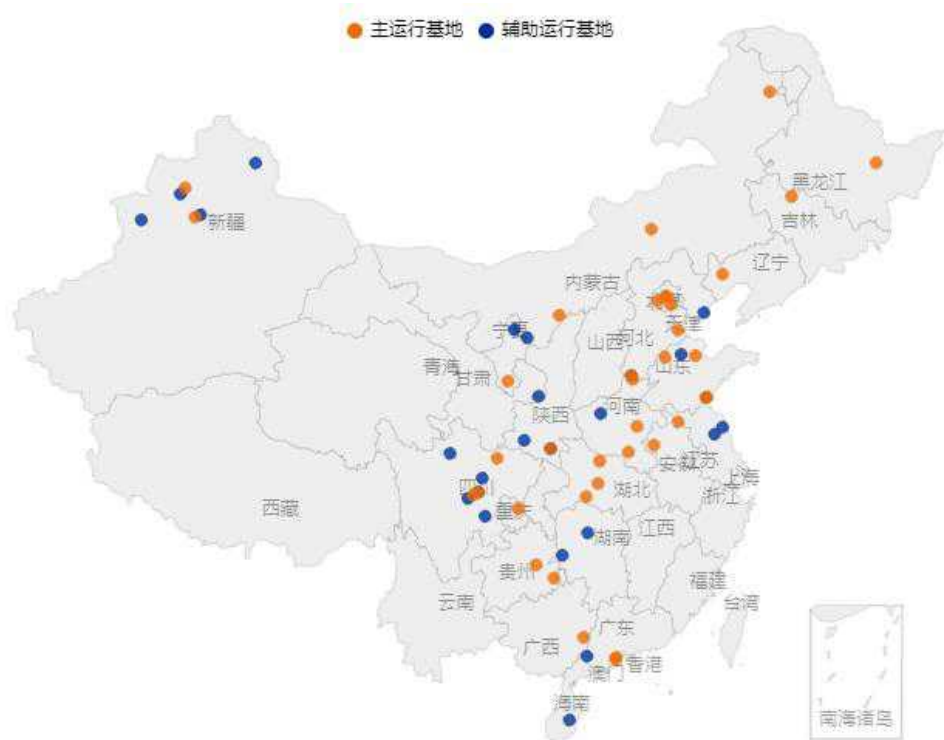 主运行基地 辅助运行基地
黑龙江
吉林
新疆
辽宁
内蒙古
天津
宁夏
山西
河北
山东
青海
甘肃
陕西
河南
江苏
安徽
上海
四川
湖北
浙江
西藏
重庆
江西
湖南
贵州
福建
云南
台湾
广东
广西
香港
澳门
海南
南海诸岛